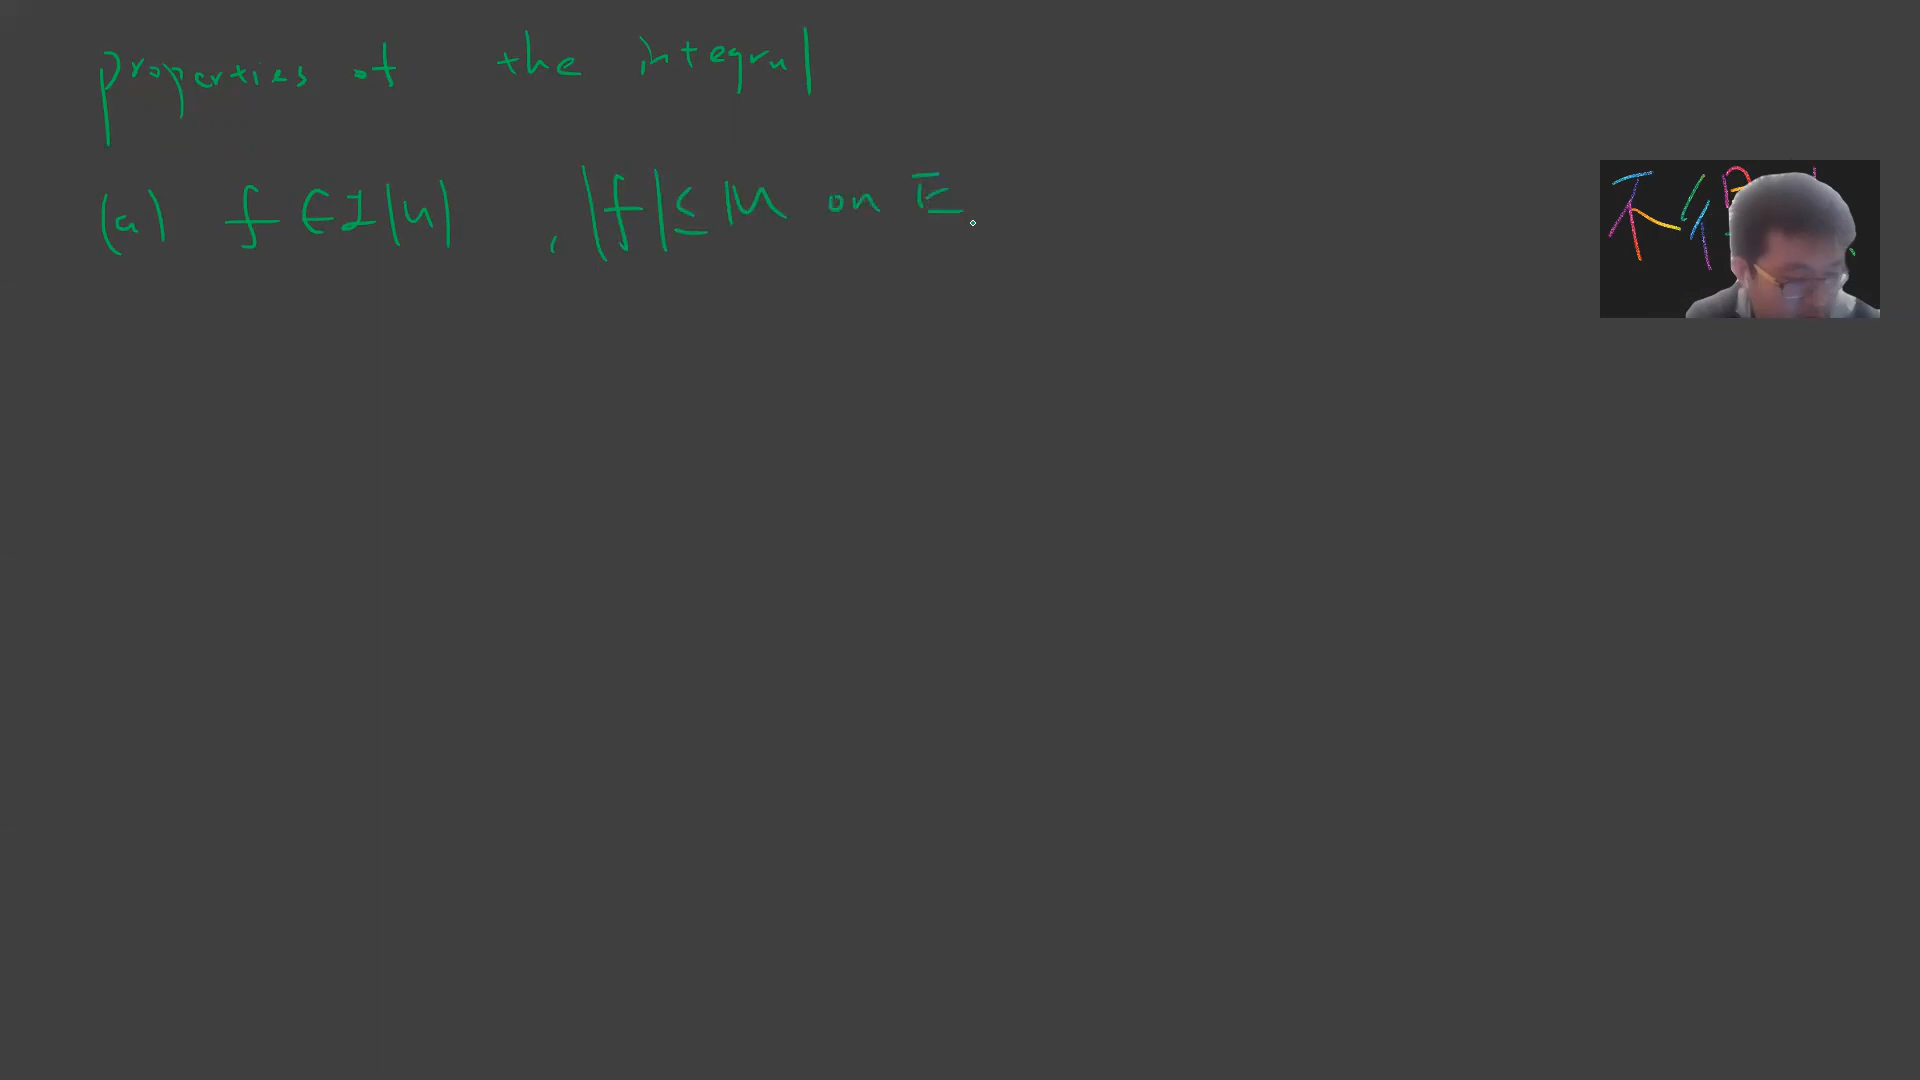 properties of the integral
(a) f ∈ I(u) , |f| ≤ M on E